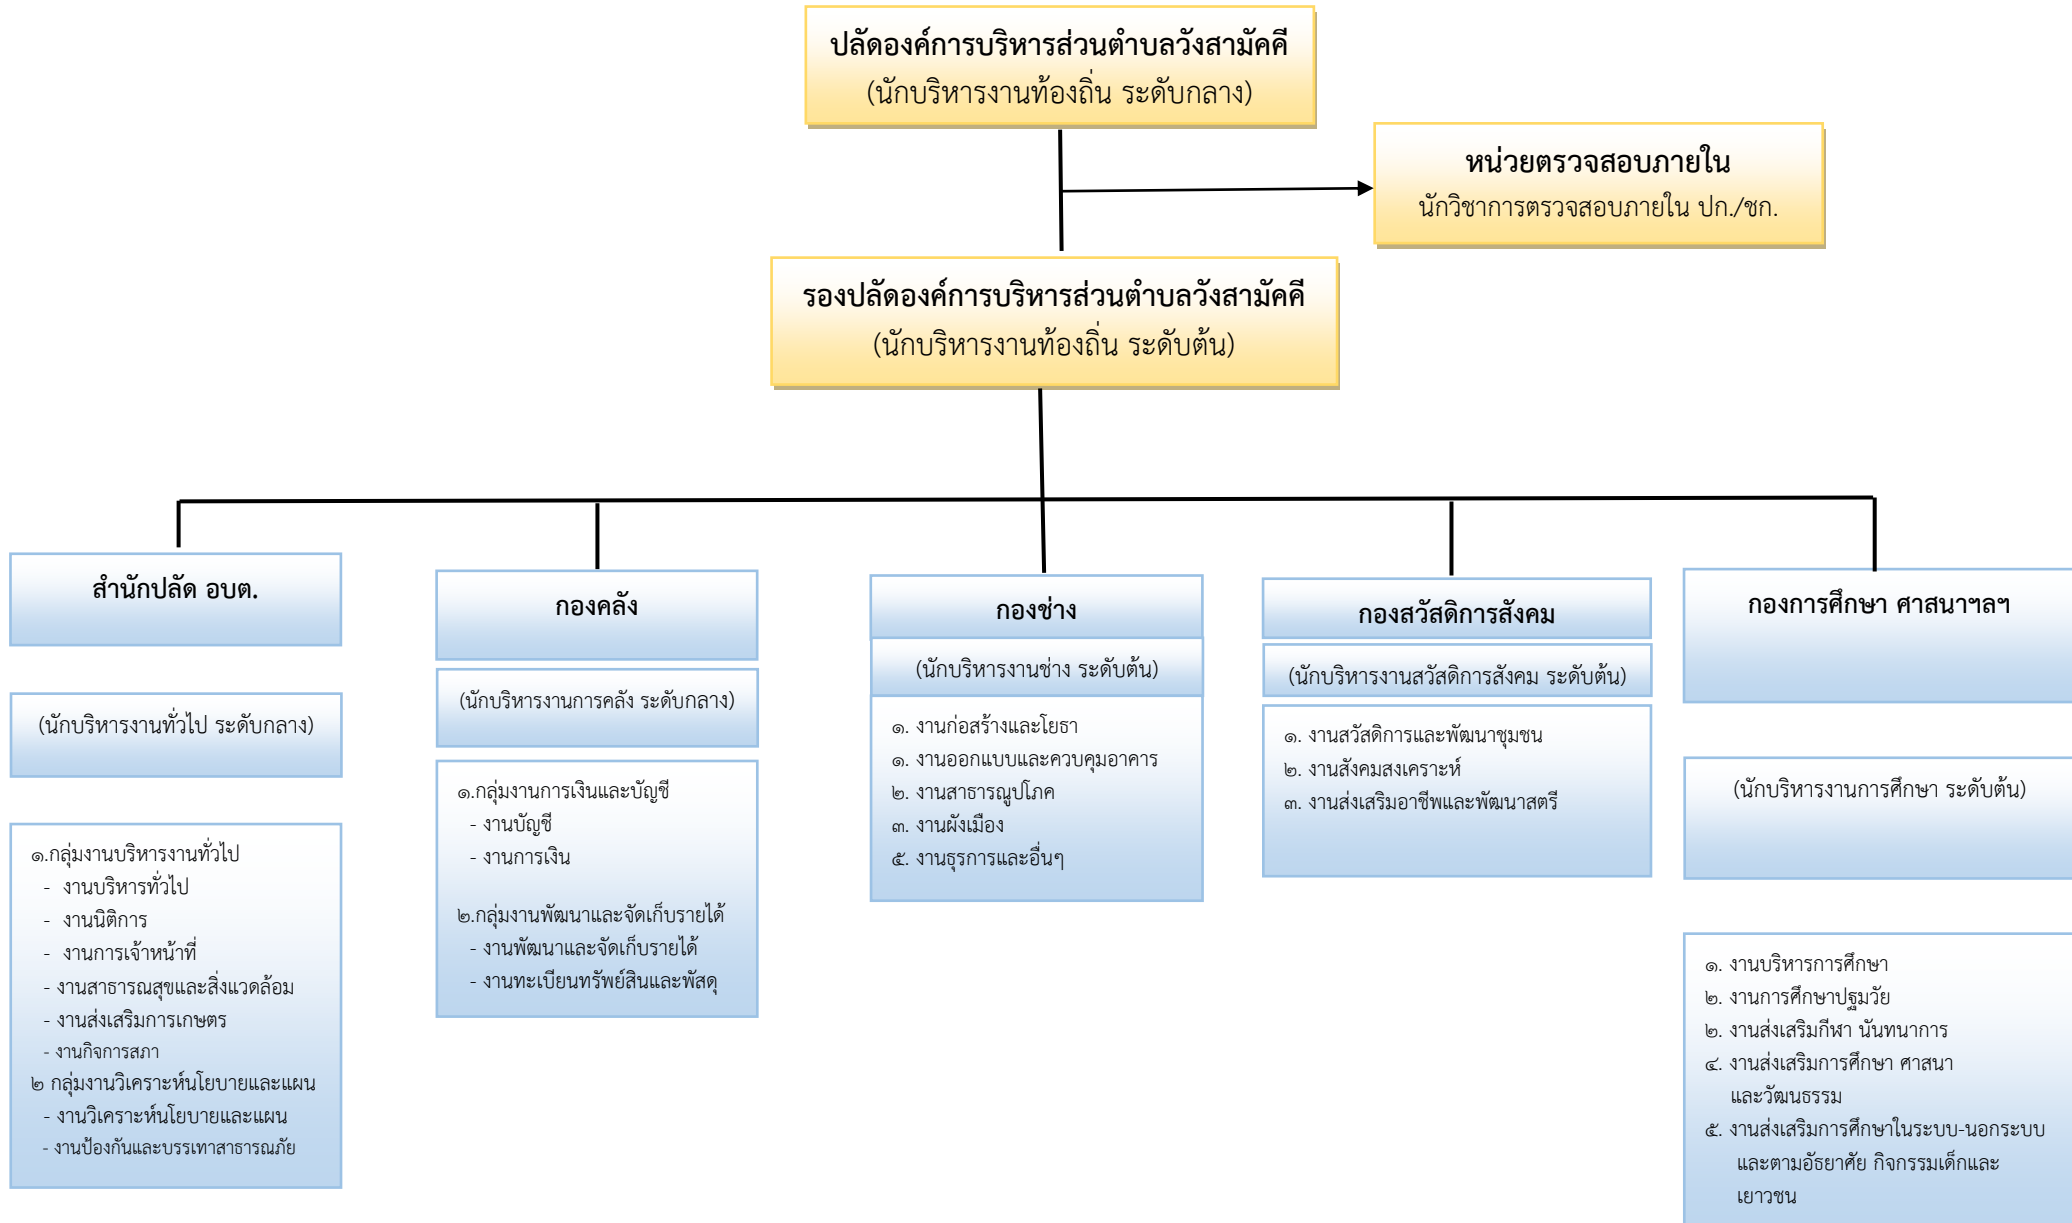 ปลัดองค์การบริหารส่วนตำบลวังสามัคคี
(นักบริหารงานท้องถิ่น ระดับกลาง)
หน่วยตรวจสอบภายใน
นักวิชาการตรวจสอบภายใน ปก./ชก.
รองปลัดองค์การบริหารส่วนตำบลวังสามัคคี
(นักบริหารงานท้องถิ่น ระดับต้น)
สำนักปลัด อบต.
(นักบริหารงานทั่วไป ระดับกลาง)
๑.กลุ่มงานบริหารงานทั่วไป
- งานบริหารทั่วไป
- งานนิติการ
- งานการเจ้าหน้าที่
- งานสาธารณสุขและสิ่งแวดล้อม
- งานส่งเสริมการเกษตร
- งานกิจการสภา
๒ กลุ่มงานวิเคราะห์นโยบายและแผน
- งานวิเคราะห์นโยบายและแผน
- งานป้องกันและบรรเทาสาธารณภัย
กองคลัง
(นักบริหารงานการคลัง ระดับกลาง)
๑.กลุ่มงานการเงินและบัญชี
- งานบัญชี
- งานการเงิน
๒.กลุ่มงานพัฒนาและจัดเก็บรายได้
- งานพัฒนาและจัดเก็บรายได้
- งานทะเบียนทรัพย์สินและพัสดุ
กองช่าง
(นักบริหารงานช่าง ระดับต้น)
๑. งานก่อสร้างและโยธา
๑. งานออกแบบและควบคุมอาคาร
๒. งานสาธารณูปโภค
๓. งานผังเมือง
๕. งานธุรการและอื่นๆ
กองสวัสดิการสังคม
(นักบริหารงานสวัสดิการสังคม ระดับต้น)
๑. งานสวัสดิการและพัฒนาชุมชน
๒. งานสังคมสงเคราะห์
๓. งานส่งเสริมอาชีพและพัฒนาสตรี
กองการศึกษา ศาสนาฯลฯ
(นักบริหารงานการศึกษา ระดับต้น)
๑. งานบริหารการศึกษา
๒. งานการศึกษาปฐมวัย
๒. งานส่งเสริมกีฬา นันทนาการ
๔. งานส่งเสริมการศึกษา ศาสนา
และวัฒนธรรม
๕. งานส่งเสริมการศึกษาในระบบ-นอกระบบ
และตามอัธยาศัย กิจกรรมเด็กและ
เยาวชน